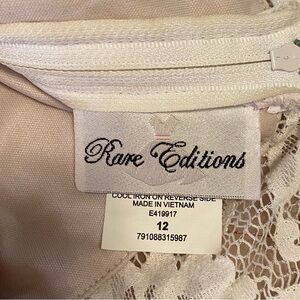 Rare Editions
COOL IRON ON REVERSE SIDE
MADE IN VIETNAM
E419917
12
791088315987